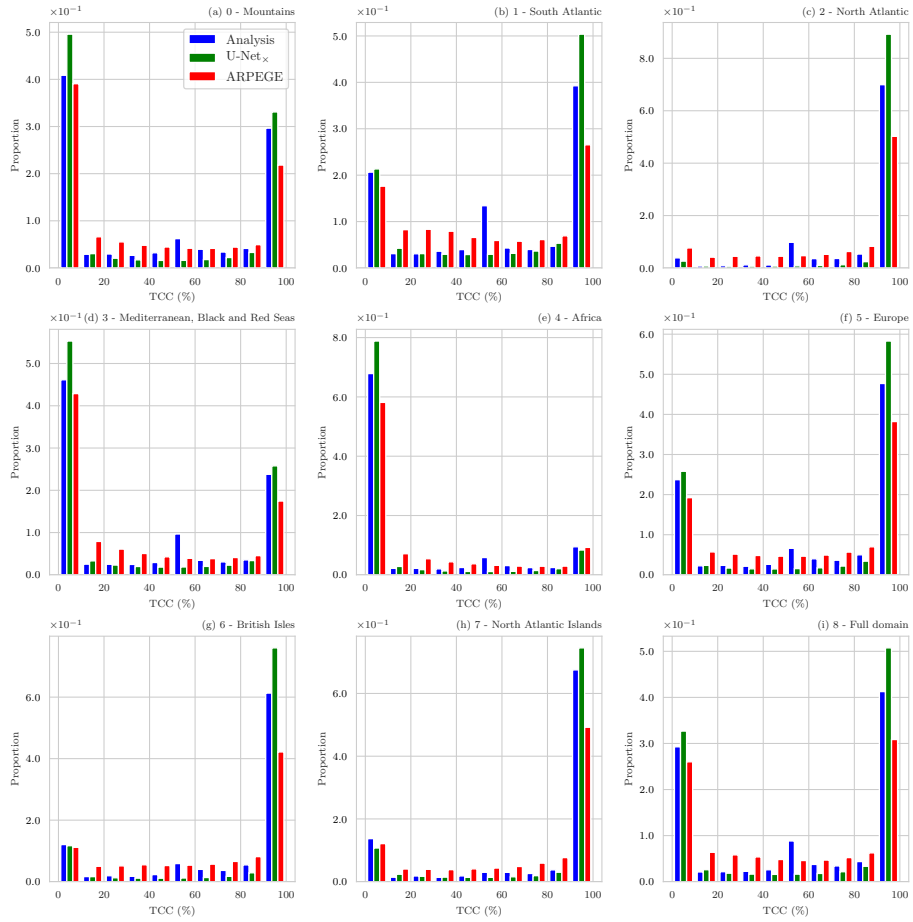 ×10⁻¹ (a) 0 - Mountains
5.0
4.0
3.0
2.0
1.0
0.0
Proportion
Analysis
U-Net×
ARPEGE
0 20 40 60 80 100
TCC (%)
×10⁻¹ (b) 1 - South Atlantic
5.0
4.0
3.0
2.0
1.0
0.0
Proportion
0 20 40 60 80 100
TCC (%)
×10⁻¹ (c) 2 - North Atlantic
8.0
6.0
4.0
2.0
0.0
Proportion
0 20 40 60 80 100
TCC (%)
×10⁻¹ (d) 3 - Mediterranean, Black and Red Seas
5.0
4.0
3.0
2.0
1.0
0.0
Proportion
0 20 40 60 80 100
TCC (%)
×10⁻¹ (e) 4 - Africa
8.0
6.0
4.0
2.0
0.0
Proportion
0 20 40 60 80 100
TCC (%)
×10⁻¹ (f) 5 - Europe
6.0
5.0
4.0
3.0
2.0
1.0
0.0
Proportion
0 20 40 60 80 100
TCC (%)
×10⁻¹ (g) 6 - British Isles
6.0
4.0
2.0
0.0
Proportion
0 20 40 60 80 100
TCC (%)
×10⁻¹ (h) 7 - North Atlantic Islands
6.0
4.0
2.0
0.0
Proportion
0 20 40 60 80 100
TCC (%)
×10⁻¹ (i) 8 - Full domain
5.0
4.0
3.0
2.0
1.0
0.0
Proportion
0 20 40 60 80 100
TCC (%)